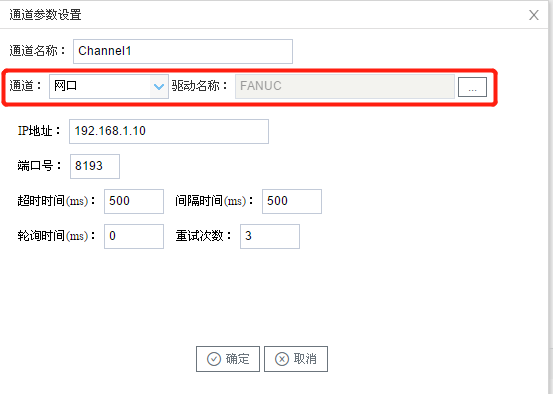 通道参数设置 X
通道名称： Channel1
通道： 网口 驱动名称： FANUC ...
IP地址： 192.168.1.10
端口号： 8193
超时时间(ms)： 500 间隔时间(ms)： 500
轮询时间(ms)： 0 重试次数： 3
确定 取消